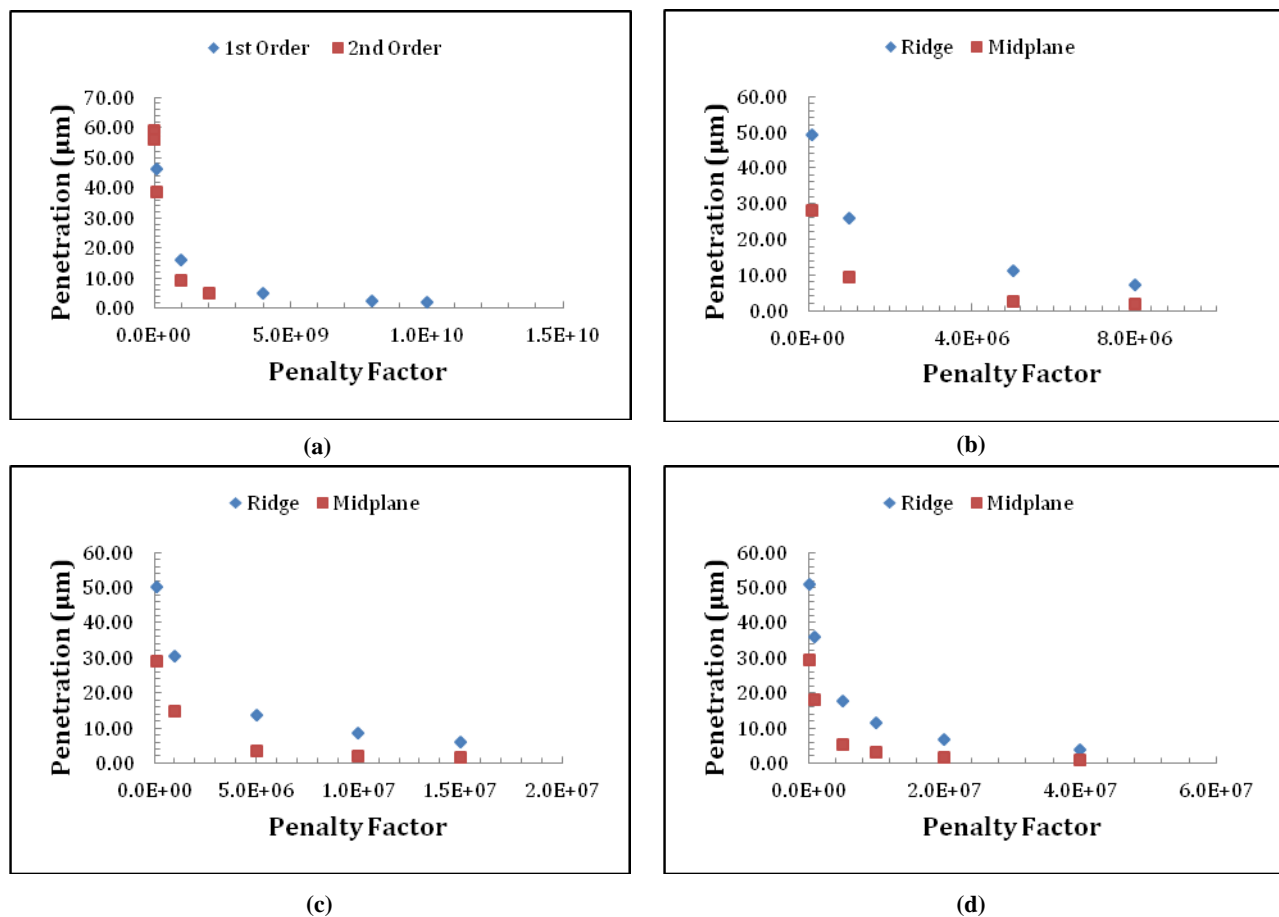 1st Order 2nd Order
Penetration (μm)
70.00
60.00
50.00
40.00
30.00
20.00
10.00
0.00
0.0E+00 5.0E+09 1.0E+10 1.5E+10
Penalty Factor
(a)
Ridge Midplane
Penetration (μm)
60.00
50.00
40.00
30.00
20.00
10.00
0.00
0.0E+00 4.0E+06 8.0E+06
Penalty Factor
(b)
Ridge Midplane
Penetration (μm)
60.00
50.00
40.00
30.00
20.00
10.00
0.00
0.0E+00 5.0E+06 1.0E+07 1.5E+07 2.0E+07
Penalty Factor
(c)
Ridge Midplane
Penetration (μm)
60.00
50.00
40.00
30.00
20.00
10.00
0.00
0.0E+00 2.0E+07 4.0E+07 6.0E+07
Penalty Factor
(d)